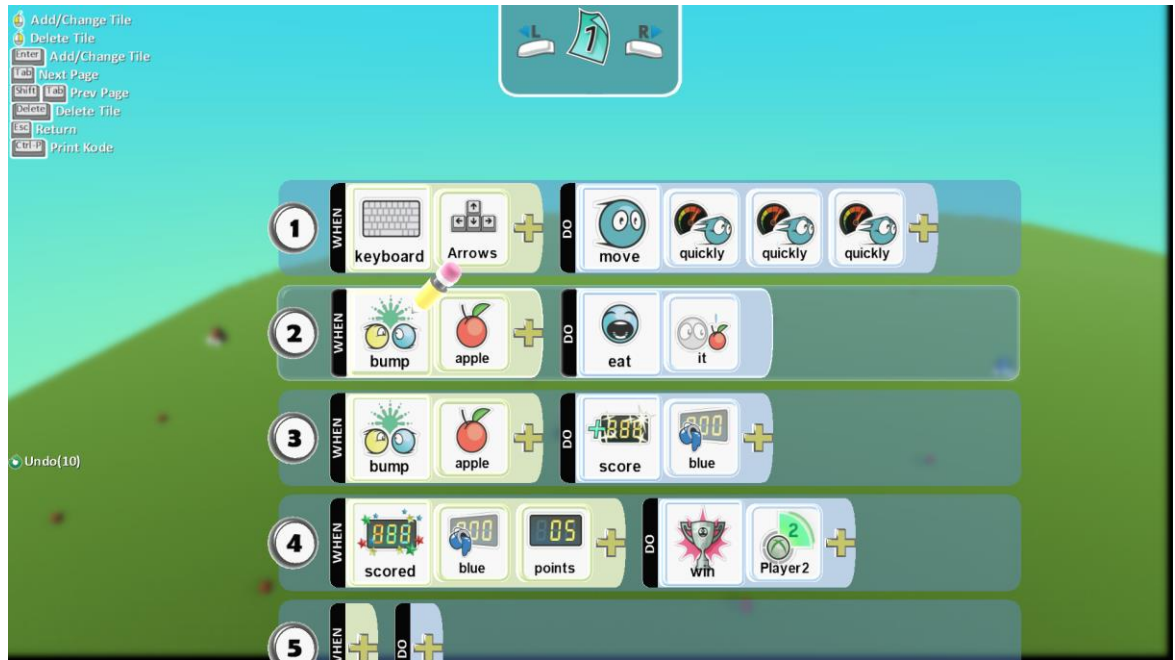 Add/Change Tile
Delete Tile
Enter Add/Change Tile
Tab Next Page
Shift Tab Prev Page
Delete Delete Tile
Esc Return
Ctrl-P Print Kode
L 1 R
1 WHEN keyboard Arrows DO move quickly quickly quickly
2 WHEN bump apple DO eat it
3 WHEN bump apple DO score blue
Undo(10)
4 WHEN scored blue 05 points DO win 2 Player2
5 WHEN DO